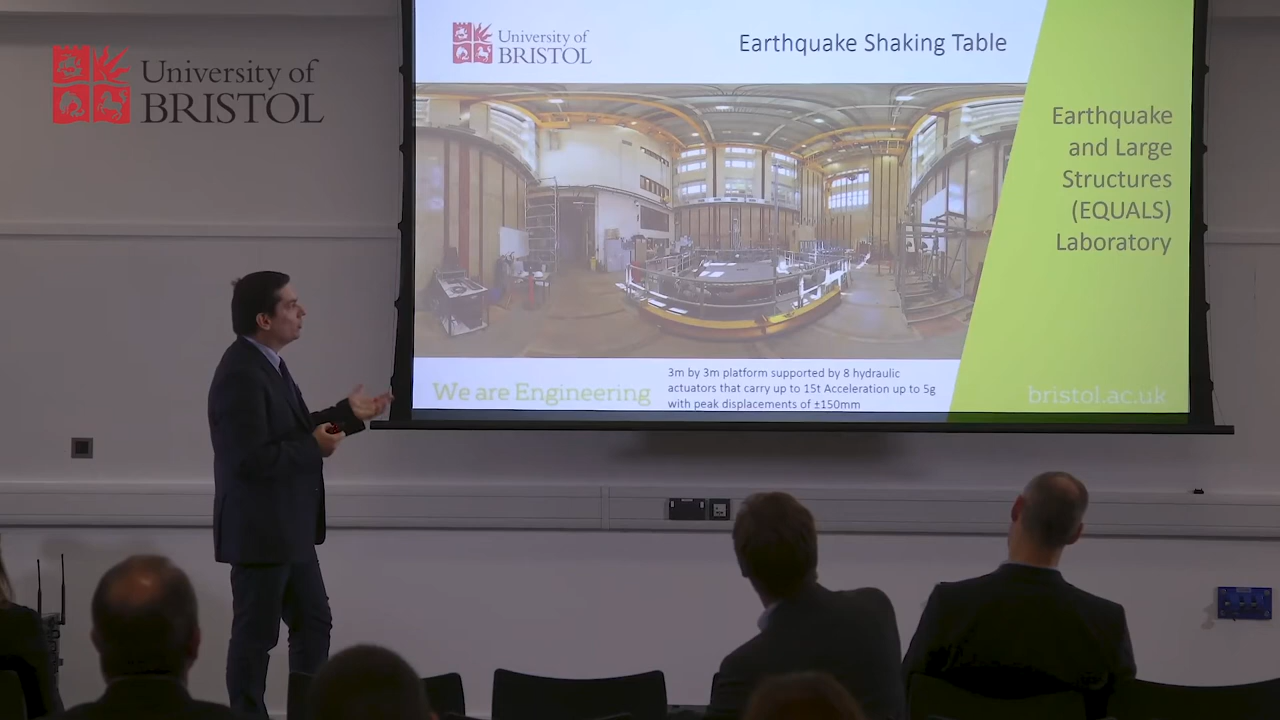 University of
BRISTOL
University of
BRISTOL
Earthquake Shaking Table
Earthquake
and Large
Structures
(EQUALS)
Laboratory
We are Engineering
3m by 3m platform supported by 8 hydraulic
actuators that carry up to 15t Acceleration up to 5g
with peak displacements of ±150mm
bristol.ac.uk